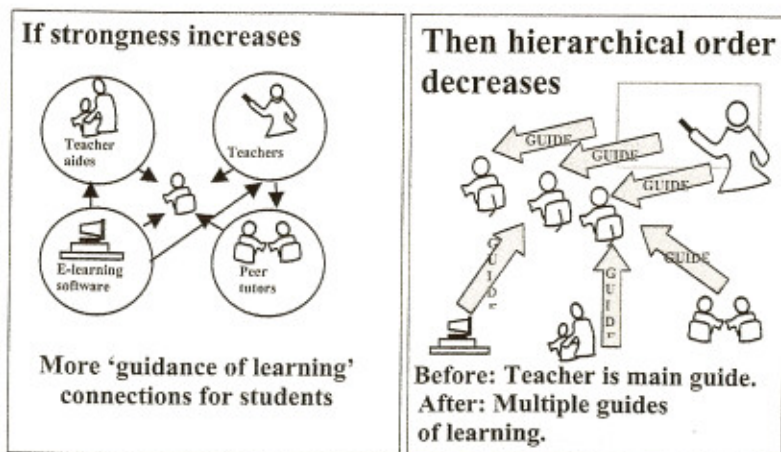 If strongness increases
Teacher
aides
Teachers
E-learning
software
Peer
tutors
More ‘guidance of learning’
connections for students
Then hierarchical order
decreases
GUIDE
GUIDE
GUIDE
GUIDE
Before: Teacher is main guide.
After: Multiple guides
of learning.